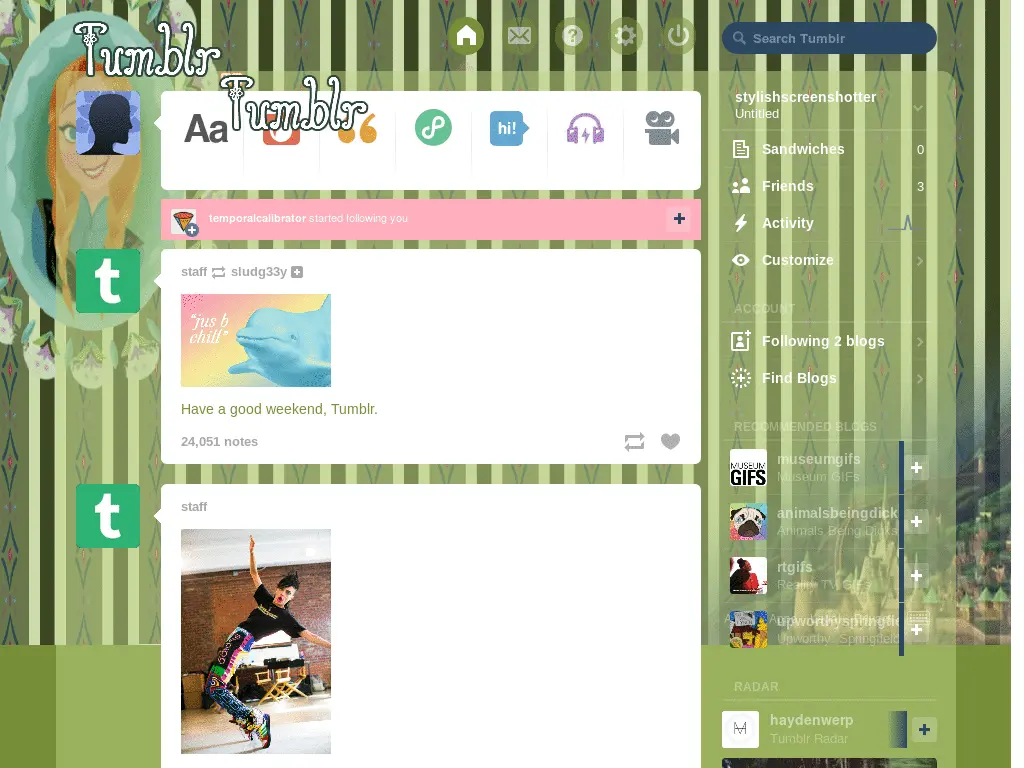 Tumblr
Search Tumblr
Tumblr
Aa
hi!
stylishscreenshotter
Untitled
Sandwiches 0
Friends 3
Activity
Customize
temporalcalibrator started following you
staff sludg33y
"jus b
chill"
Have a good weekend, Tumblr.
24,051 notes
ACCOUNT
Following 2 blogs
Find Blogs
RECOMMENDED BLOGS
MUSEUM
GIFS
museumgifs
Museum GIFs
animalsbeingdick
Animals Being Dicks
rtgifs
Reality TV GIFs
upworthyspringfie
Upworthy, Springfield
t
t
staff
RADAR
haydenwerp
Tumblr Radar